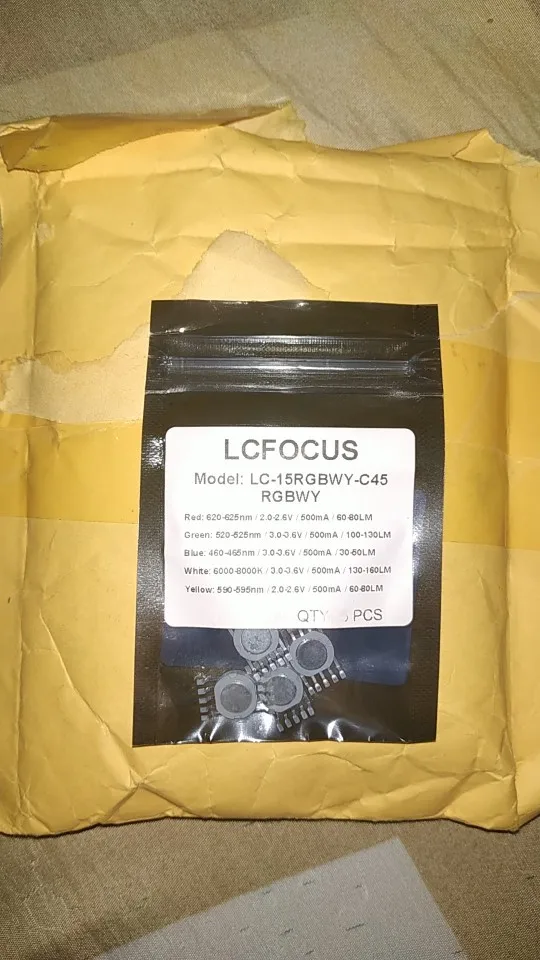 LCFOCUS
Model: LC-15RGBWY-C45
RGBWY
Red: 620-625nm / 2.0-2.6V / 500mA / 60-80LM
Green: 520-525nm / 3.0-3.6V / 500mA / 100-130LM
Blue: 460-465nm / 3.0-3.6V / 500mA / 30-50LM
White: 6000-8000K / 3.0-3.6V / 500mA / 130-160LM
Yellow: 590-595nm / 2.0-2.6V / 500mA / 60-80LM
QTY PCS